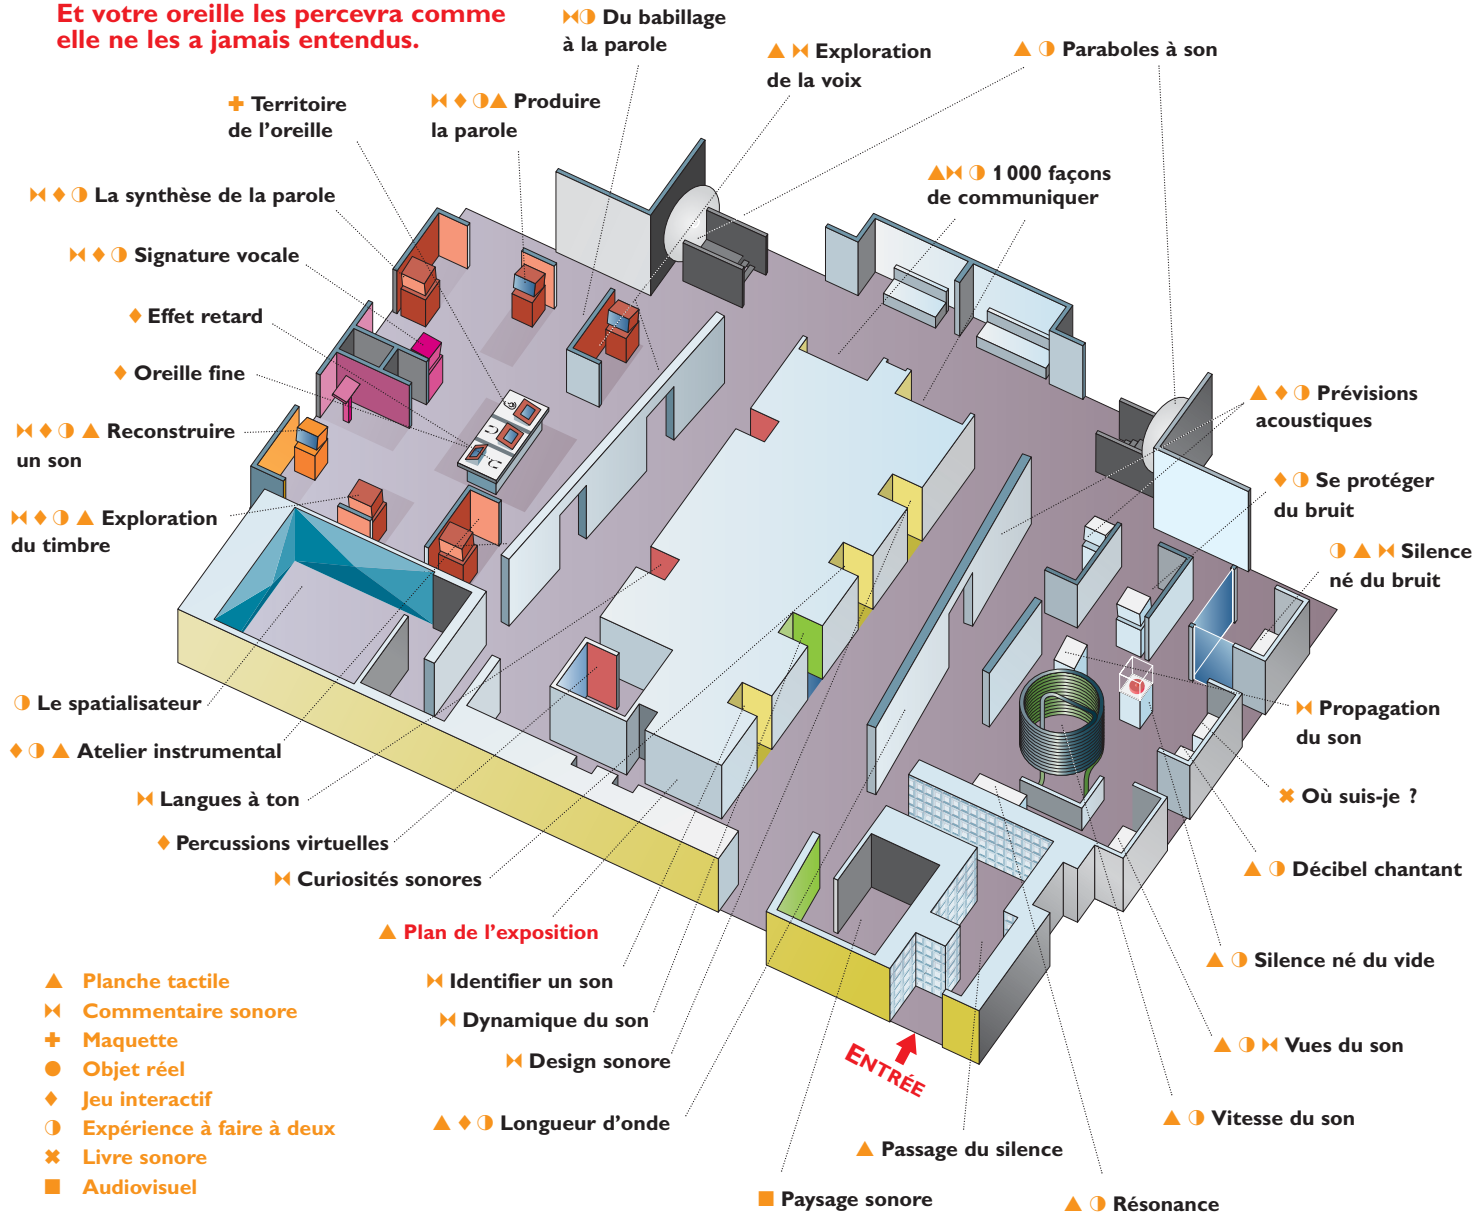 Et votre oreille les percevra comme
elle ne les a jamais entendus.
Du babillage
à la parole
Exploration
de la voix
Paraboles à son
Territoire
de l'oreille
Produire
la parole
1 000 façons
de communiquer
La synthèse de la parole
Signature vocale
Effet retard
Oreille fine
Reconstruire
un son
Exploration
du timbre
Prévisions
acoustiques
Se protéger
du bruit
Silence
né du bruit
Le spatialisateur
Atelier instrumental
Langues à ton
Percussions virtuelles
Curiosités sonores
Plan de l'exposition
Identifier un son
Dynamique du son
Design sonore
Longueur d'onde
Propagation
du son
Où suis-je ?
Décibel chantant
Silence né du vide
Vues du son
Vitesse du son
Passage du silence
Paysage sonore
Résonance
ENTRÉE
Planche tactile
Commentaire sonore
Maquette
Objet réel
Jeu interactif
Expérience à faire à deux
Livre sonore
Audiovisuel